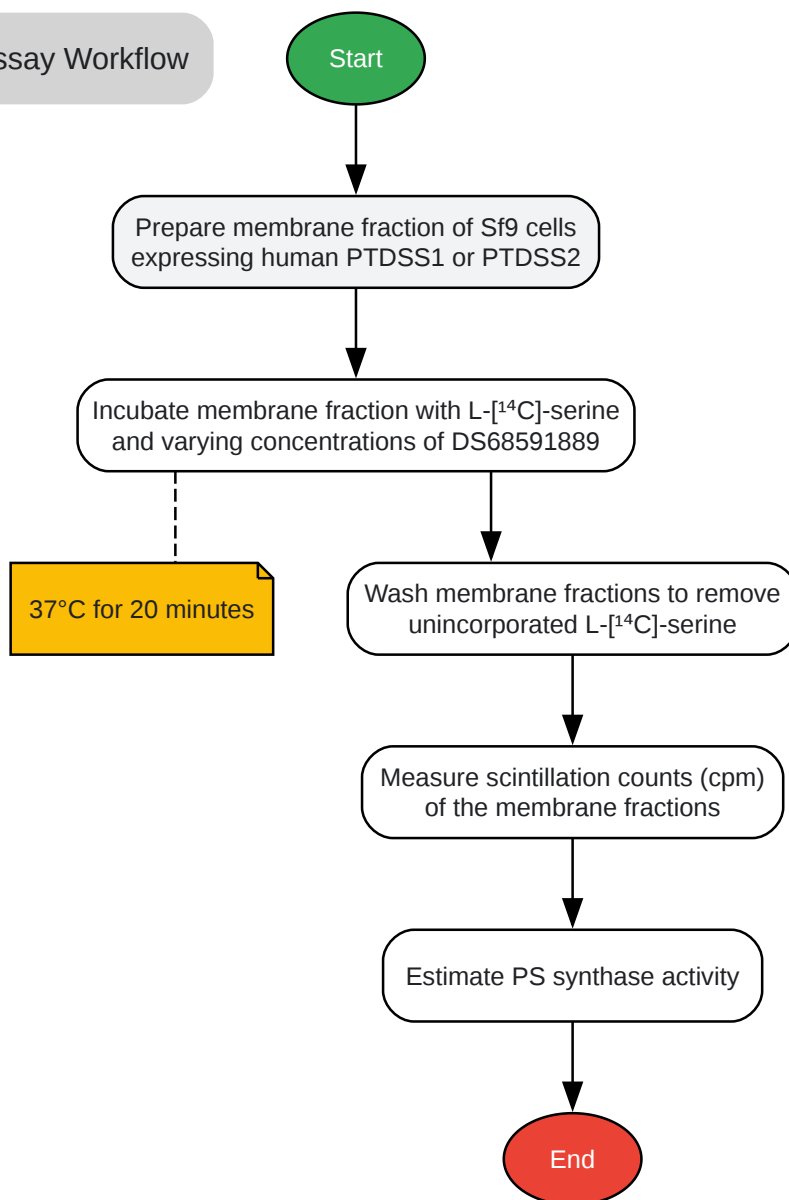 ssay Workflow
Start
Prepare membrane fraction of Sf9 cells
expressing human PTDSS1 or PTDSS2
Incubate membrane fraction with L-[¹⁴C]-serine
and varying concentrations of DS68591889
37°C for 20 minutes
Wash membrane fractions to remove
unincorporated L-[¹⁴C]-serine
Measure scintillation counts (cpm)
of the membrane fractions
Estimate PS synthase activity
End